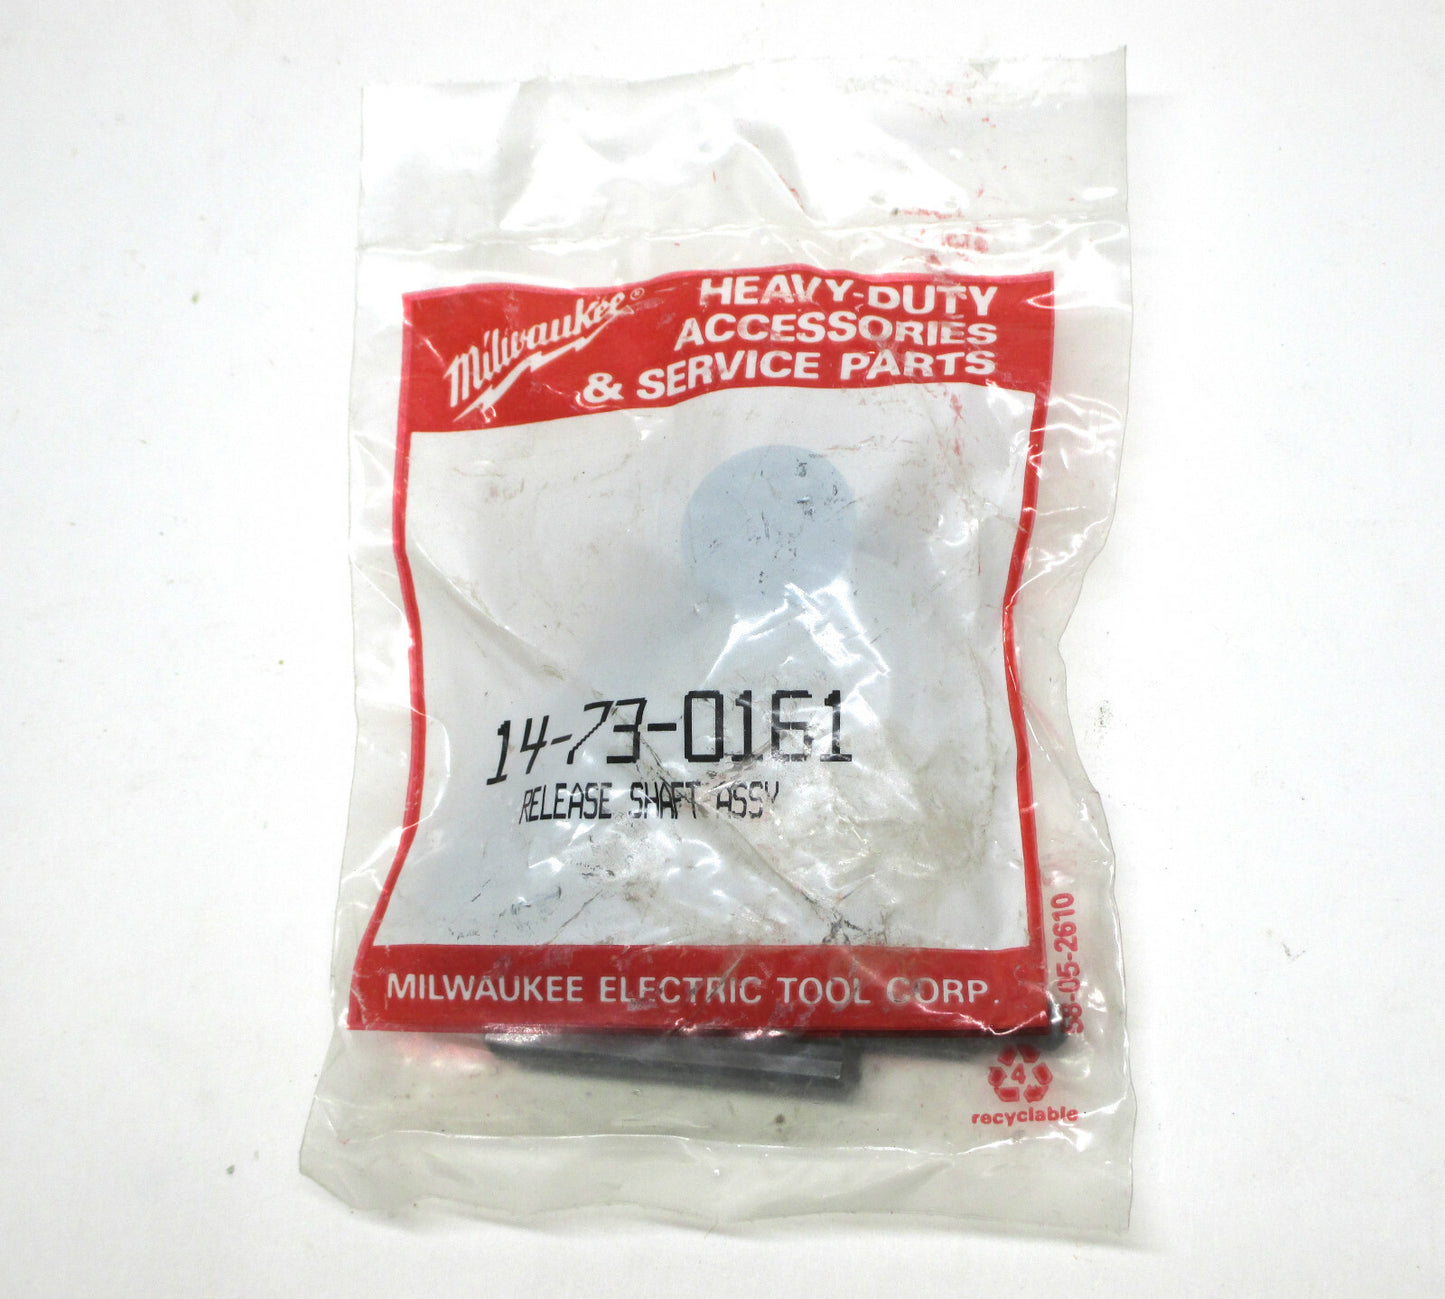 Milwaukee®
HEAVY-DUTY
ACCESSORIES
& SERVICE PARTS
14-73-0161
RELEASE SHAFT ASSY
MILWAUKEE ELECTRIC TOOL CORP.
58-05-2610
4
recyclable